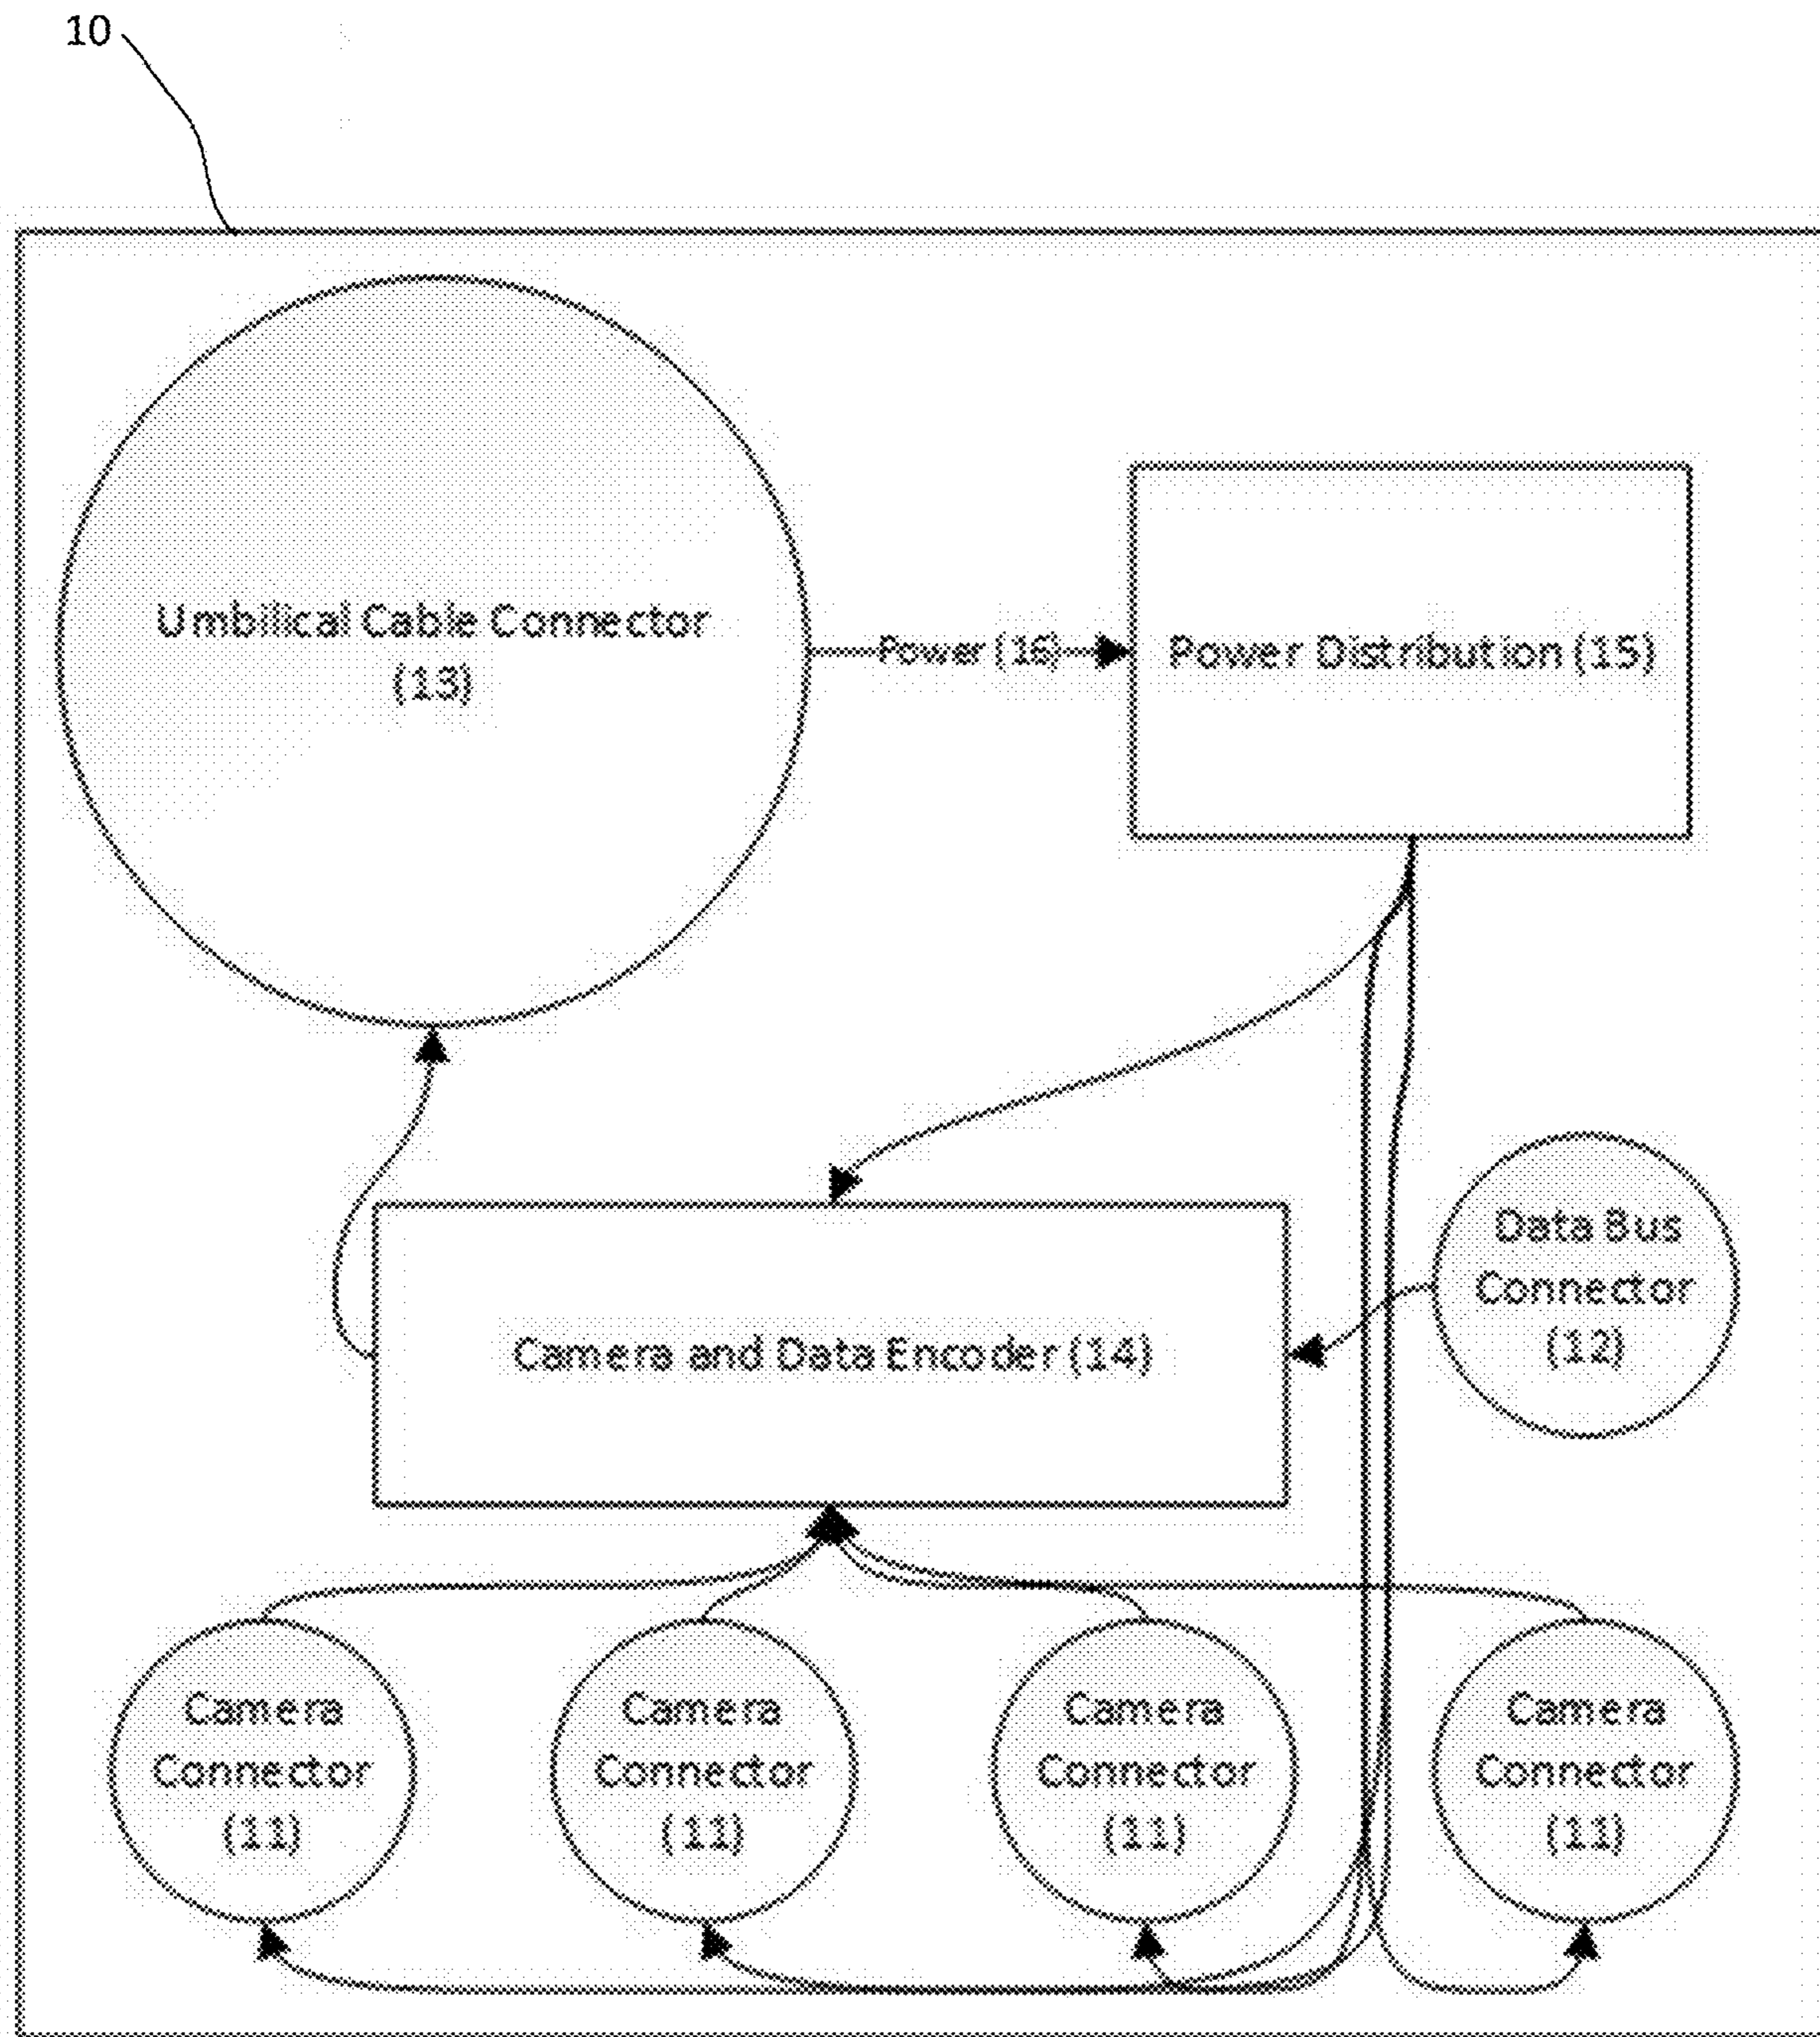 10
Umbilical Cable Connector
(13)
Power (16)
Power Distribution (15)
Data Bus
Connector
(12)
Camera and Data Encoder (14)
Camera
Connector
(11)
Camera
Connector
(11)
Camera
Connector
(11)
Camera
Connector
(11)